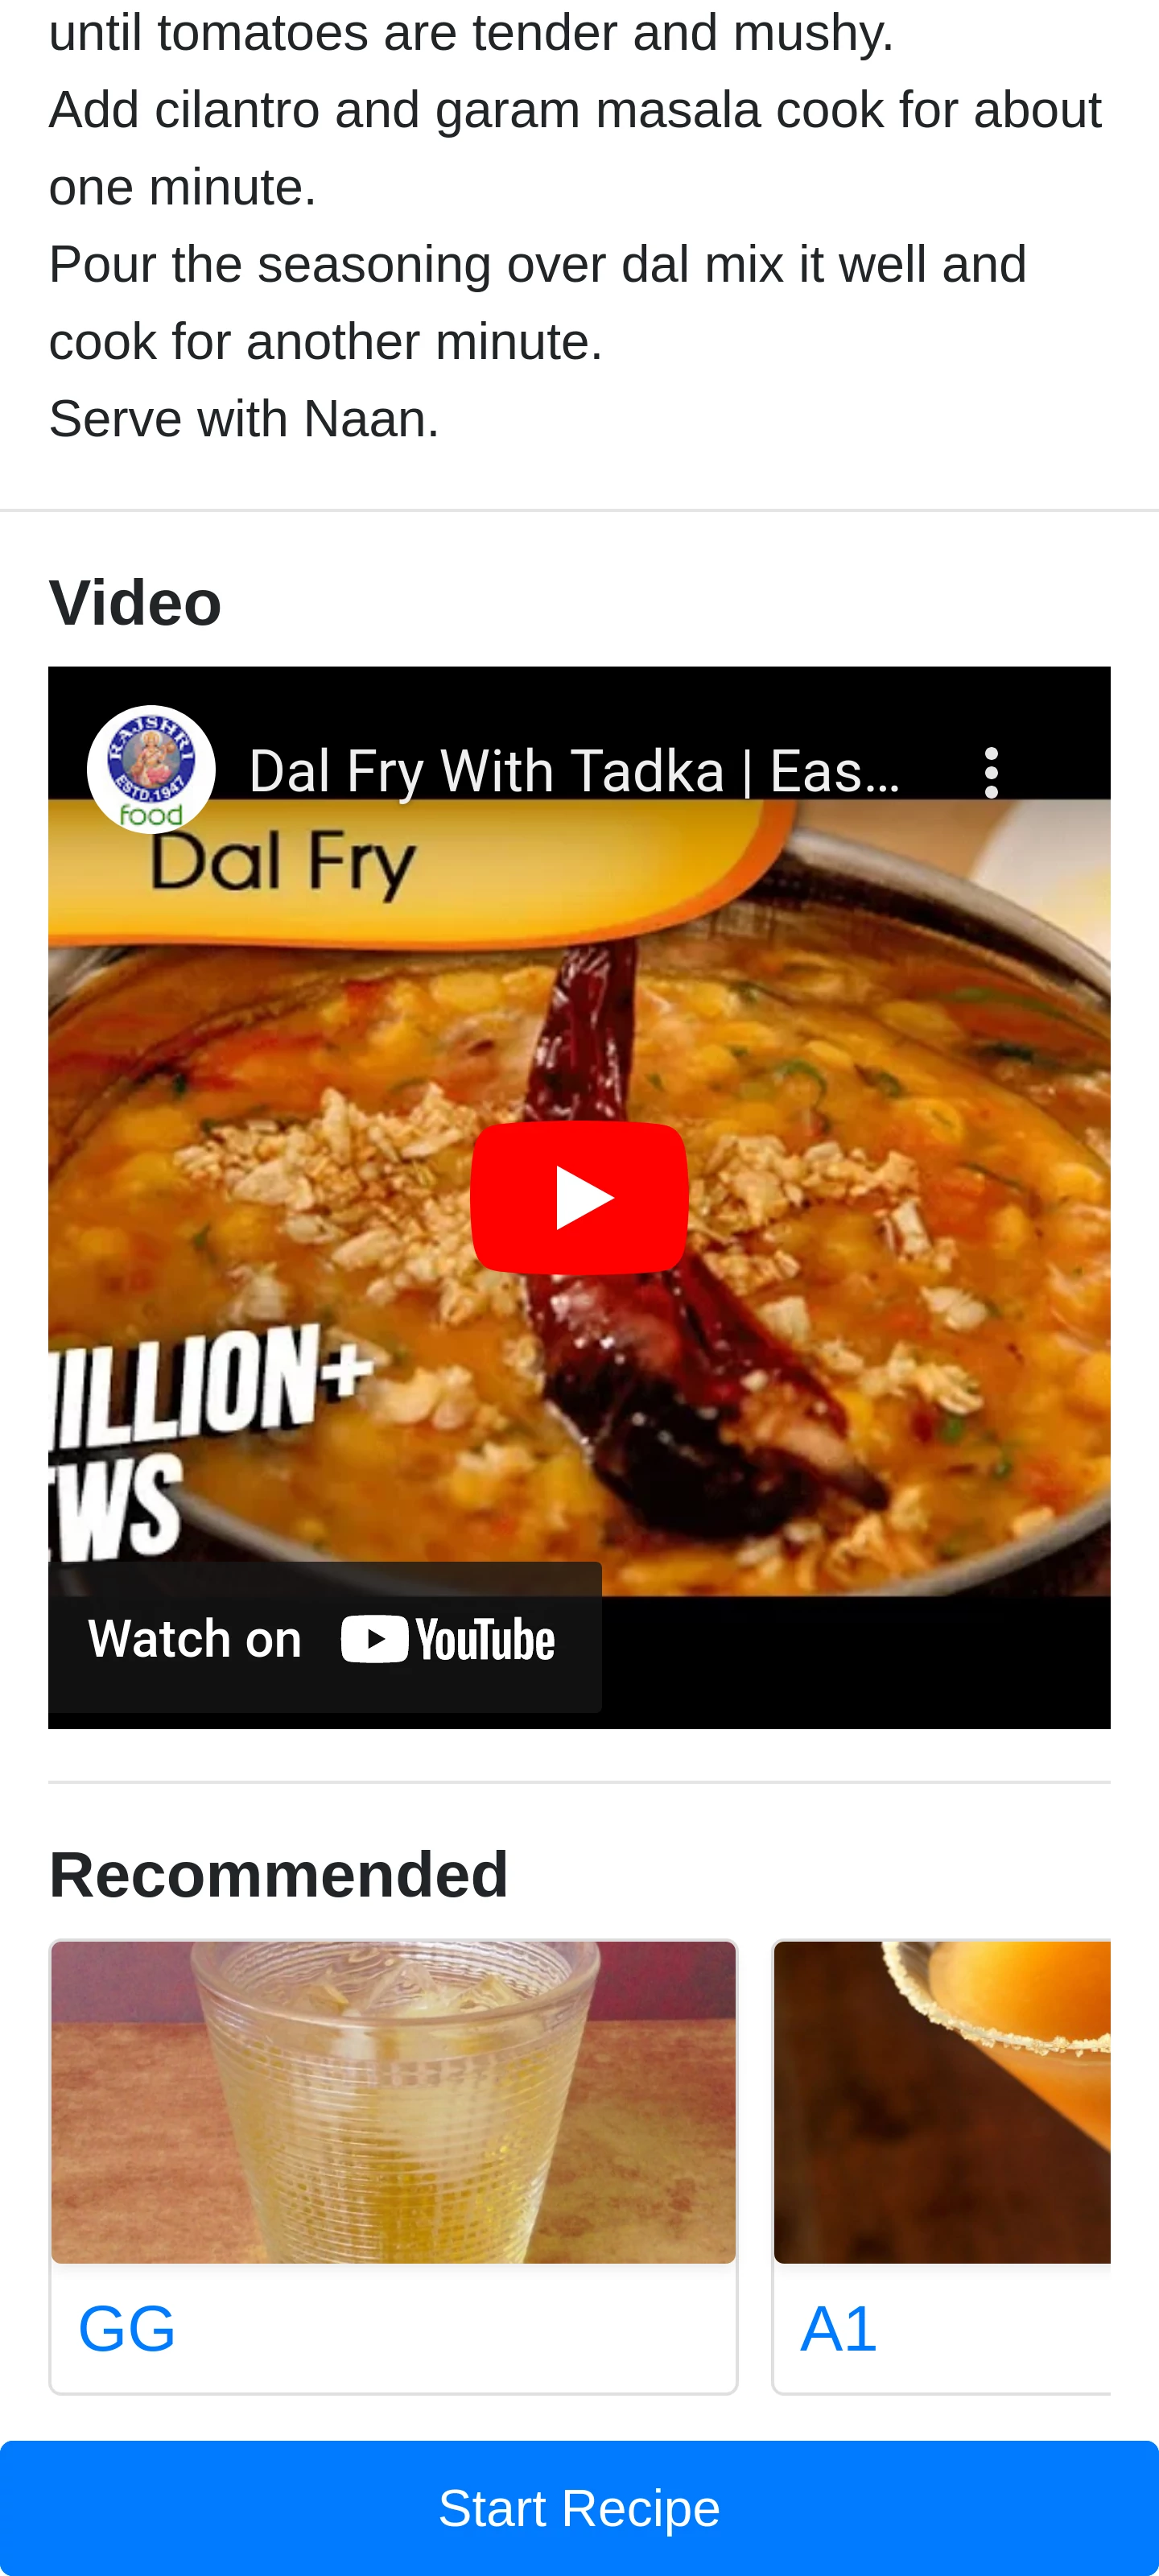 until tomatoes are tender and mushy.
Add cilantro and garam masala cook for about
one minute.
Pour the seasoning over dal mix it well and
cook for another minute.
Serve with Naan.
Video
RAJSHRI
ESTD.1947
food
Dal Fry With Tadka | Eas...
Dal Fry
ILLION+
EWS
Watch on YouTube
Recommended
GG
A1
Start Recipe